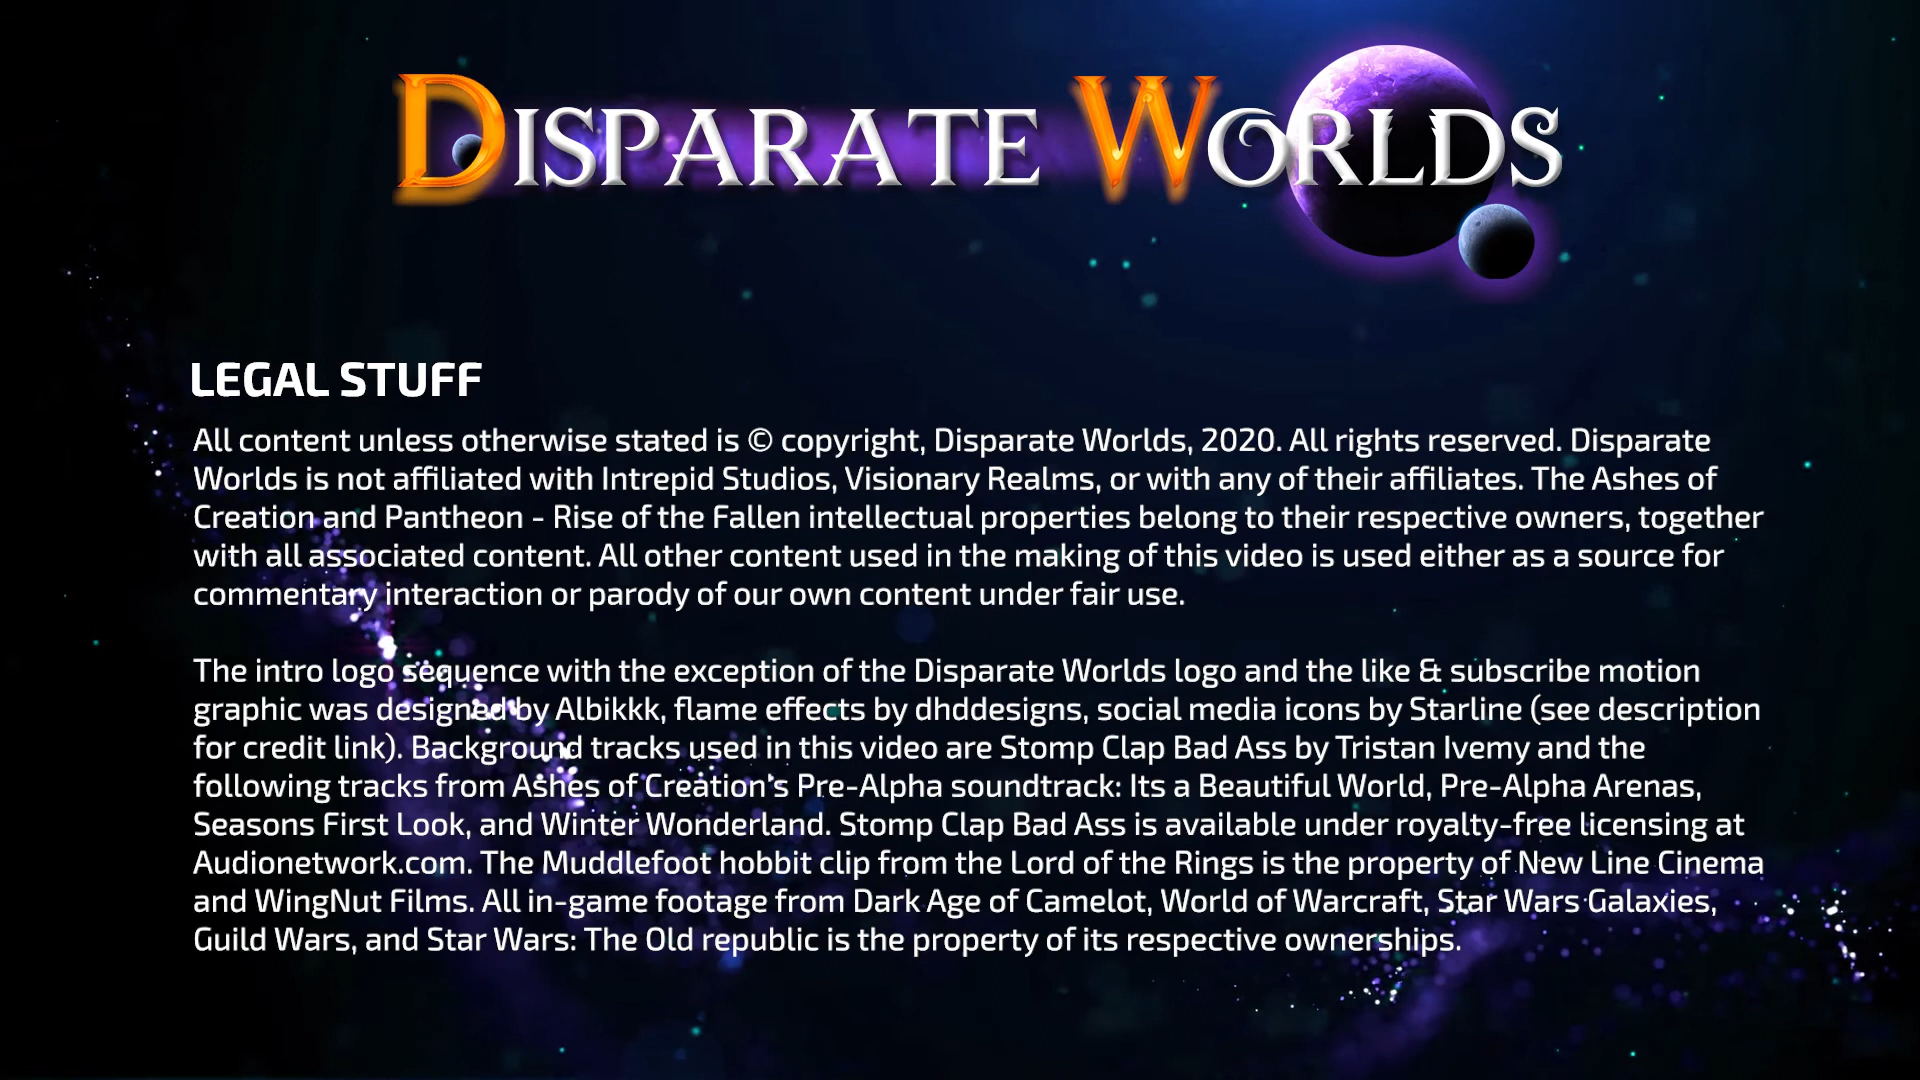 DISPARATE WORLDS
LEGAL STUFF
All content unless otherwise stated is © copyright, Disparate Worlds, 2020. All rights reserved. Disparate
Worlds is not affiliated with Intrepid Studios, Visionary Realms, or with any of their affiliates. The Ashes of
Creation and Pantheon - Rise of the Fallen intellectual properties belong to their respective owners, together
with all associated content. All other content used in the making of this video is used either as a source for
commentary interaction or parody of our own content under fair use.
The intro logo sequence with the exception of the Disparate Worlds logo and the like & subscribe motion
graphic was designed by Albikkk, flame effects by dhddesigns, social media icons by Starline (see description
for credit link). Background tracks used in this video are Stomp Clap Bad Ass by Tristan Ivemy and the
following tracks from Ashes of Creation's Pre-Alpha soundtrack: Its a Beautiful World, Pre-Alpha Arenas,
Seasons First Look, and Winter Wonderland. Stomp Clap Bad Ass is available under royalty-free licensing at
Audionetwork.com. The Muddlefoot hobbit clip from the Lord of the Rings is the property of New Line Cinema
and WingNut Films. All in-game footage from Dark Age of Camelot, World of Warcraft, Star Wars Galaxies,
Guild Wars, and Star Wars: The Old republic is the property of its respective ownerships.